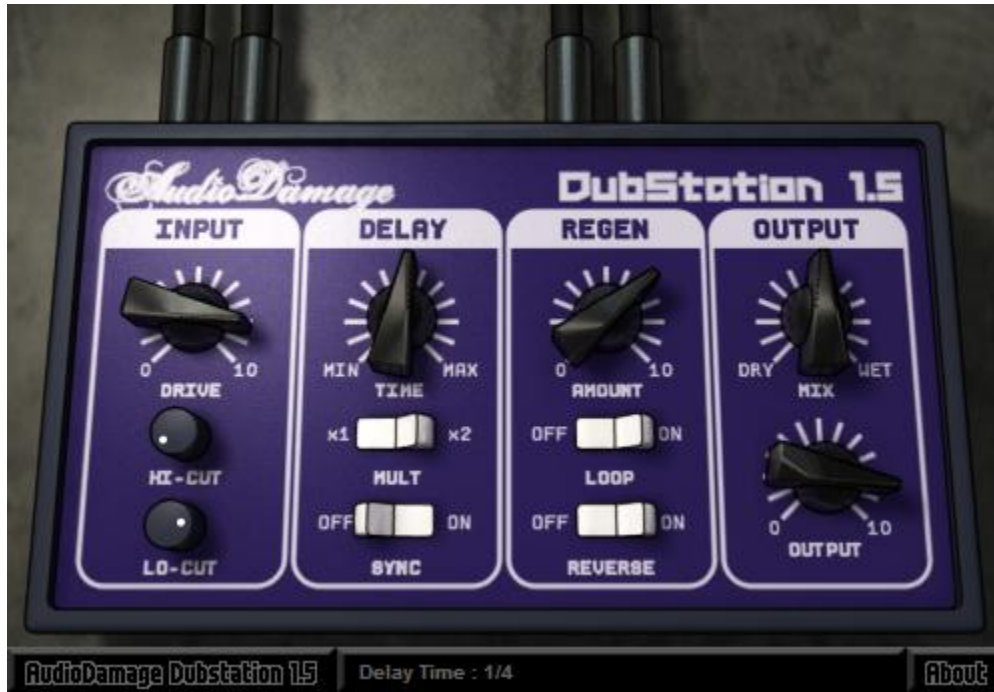 AudioDamage
DubStation 1.5
INPUT
0 10
DRIVE
HI-CUT
LO-CUT
DELAY
MIN MAX
TIME
x1 x2
MULT
OFF ON
SYNC
REGEN
0 10
AMOUNT
OFF ON
LOOP
OFF ON
REVERSE
OUTPUT
DRY WET
MIX
0 10
OUTPUT
AudioDamage Dubstation 1.5
Delay Time : 1/4
About